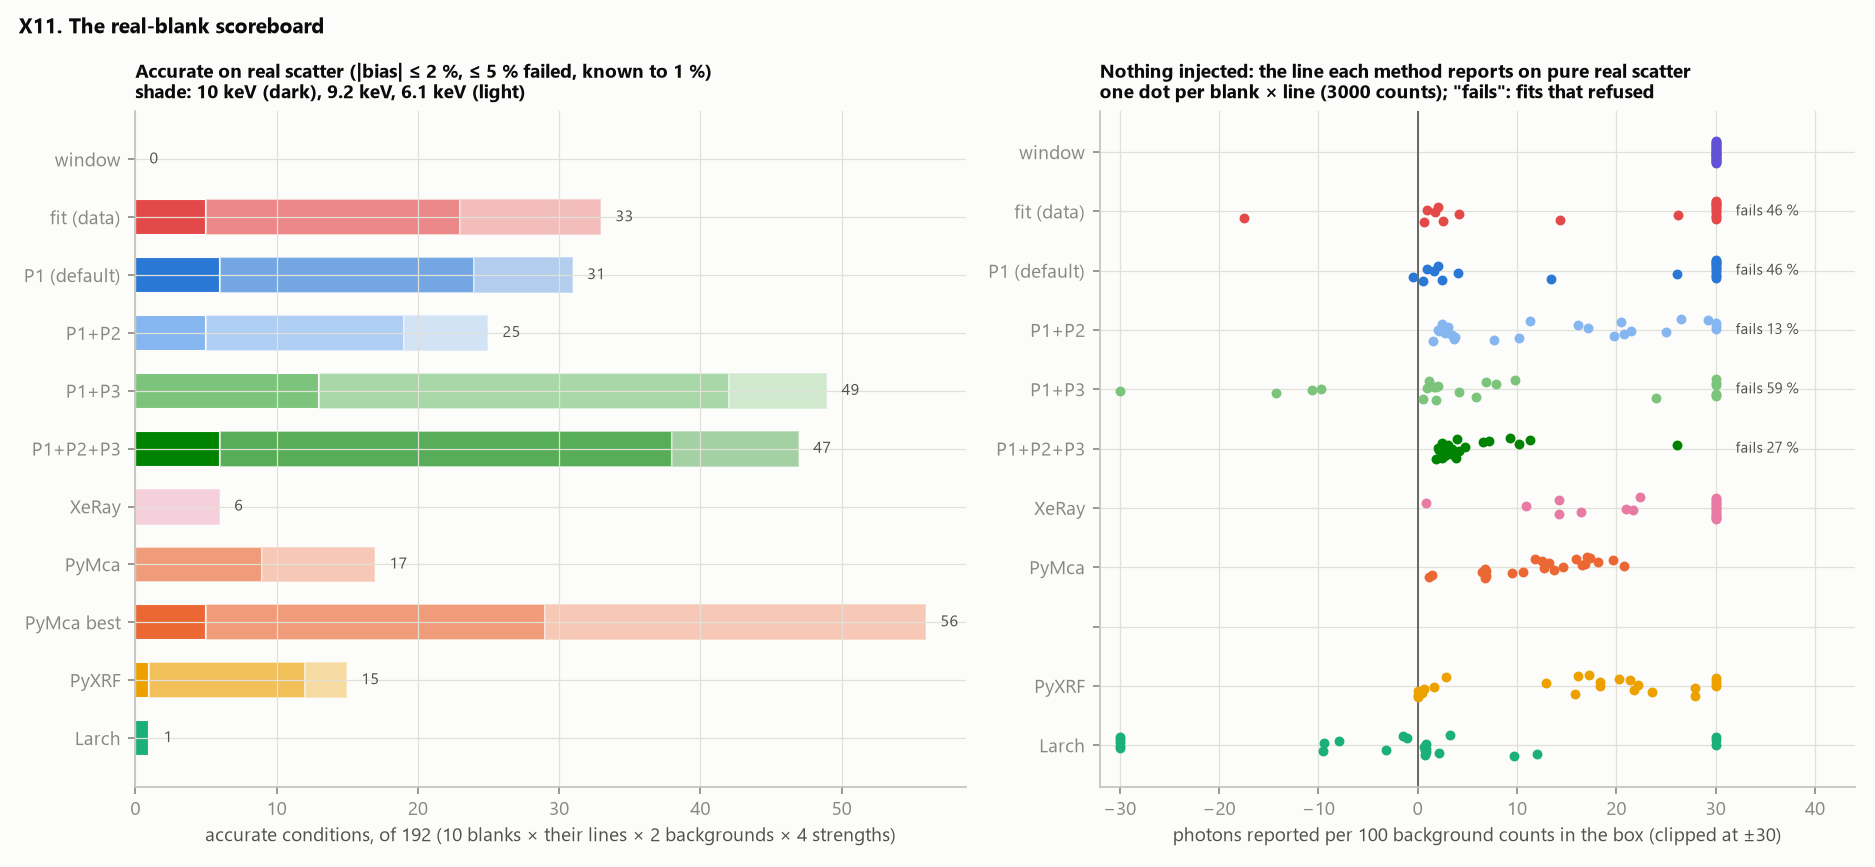 X11. The real-blank scoreboard
Accurate on real scatter (|bias| ≤ 2 %, ≤ 5 % failed, known to 1 %)
shade: 10 keV (dark), 9.2 keV, 6.1 keV (light)
window
0
fit (data)
33
P1 (default)
31
P1+P2
25
P1+P3
49
P1+P2+P3
47
XeRay
6
PyMca
17
PyMca best
56
PyXRF
15
Larch
1
0
10
20
30
40
50
accurate conditions, of 192 (10 blanks × their lines × 2 backgrounds × 4 strengths)
Nothing injected: the line each method reports on pure real scatter
one dot per blank × line (3000 counts); "fails": fits that refused
window
fit (data)
fails 46 %
P1 (default)
fails 46 %
P1+P2
fails 13 %
P1+P3
fails 59 %
P1+P2+P3
fails 27 %
XeRay
PyMca
PyXRF
Larch
−30
−20
−10
0
10
20
30
40
photons reported per 100 background counts in the box (clipped at ±30)